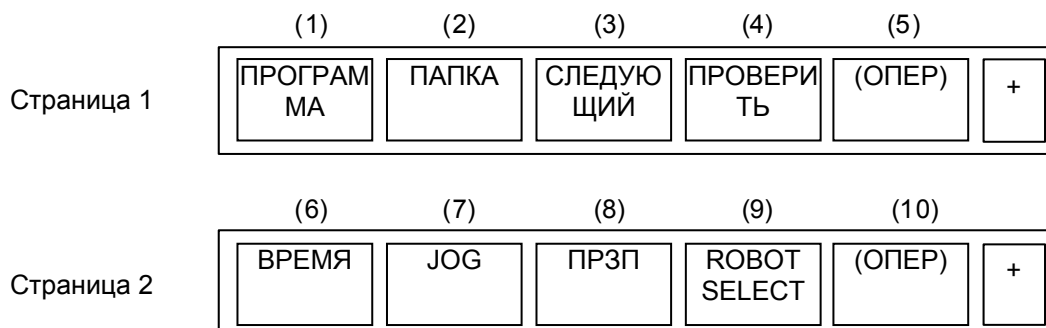 (1) (2) (3) (4) (5)
Страница 1
ПРОГРАМ
МА
ПАПКА
СЛЕДУЮ
ЩИЙ
ПРОВЕРИ
ТЬ
(ОПЕР)
+
(6) (7) (8) (9) (10)
Страница 2
ВРЕМЯ
JOG
ПРЗП
ROBOT
SELECT
(ОПЕР)
+